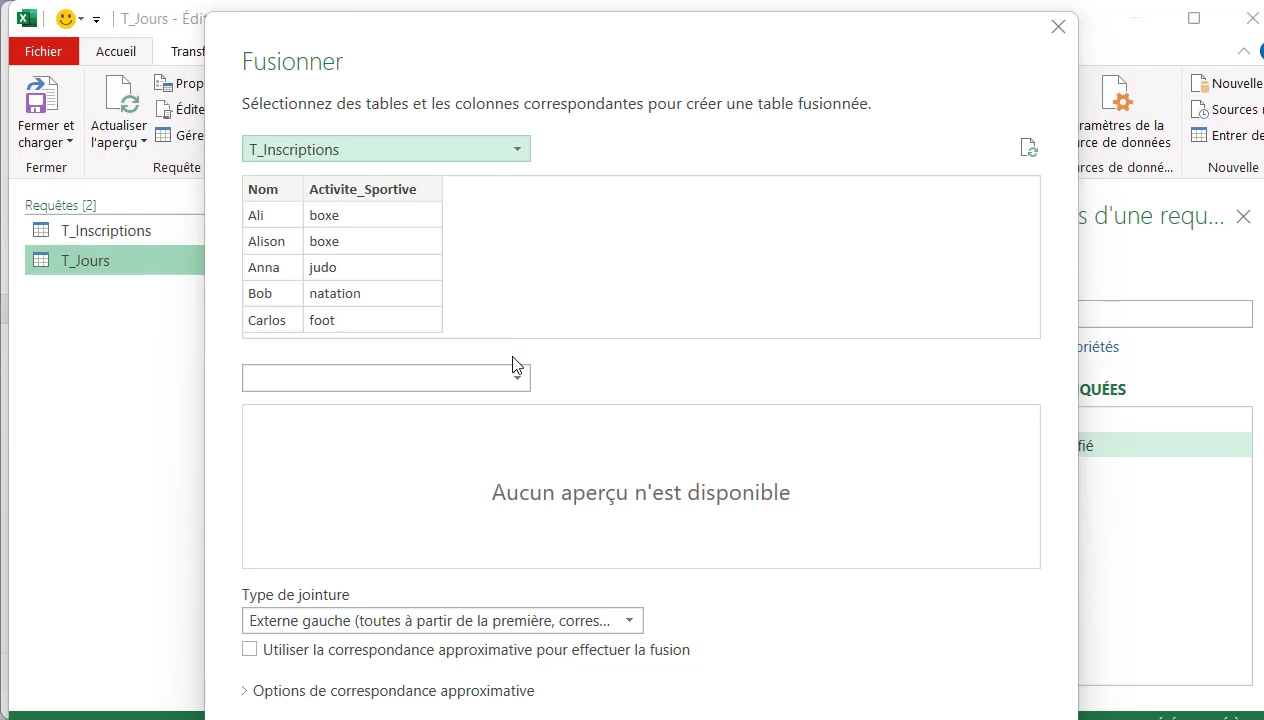 T_Jours - Édit
Fichier
Accueil
Transf
Fermer et
charger
Actualiser
l'aperçu
Prop
Édite
Gére
Fermer
Requête
Requêtes [2]
T_Inscriptions
T_Jours
Fusionner
Sélectionnez des tables et les colonnes correspondantes pour créer une table fusionnée.
T_Inscriptions
Nom Activite_Sportive
Ali boxe
Alison boxe
Anna judo
Bob natation
Carlos foot
Aucun aperçu n'est disponible
Type de jointure
Externe gauche (toutes à partir de la première, corres...
Utiliser la correspondance approximative pour effectuer la fusion
Options de correspondance approximative
ramètres de la
rce de données
rces de donné...
Nouvelle
Sources
Entrer de
Nouvelle
s d'une requ...
priétés
QUÉES
fié